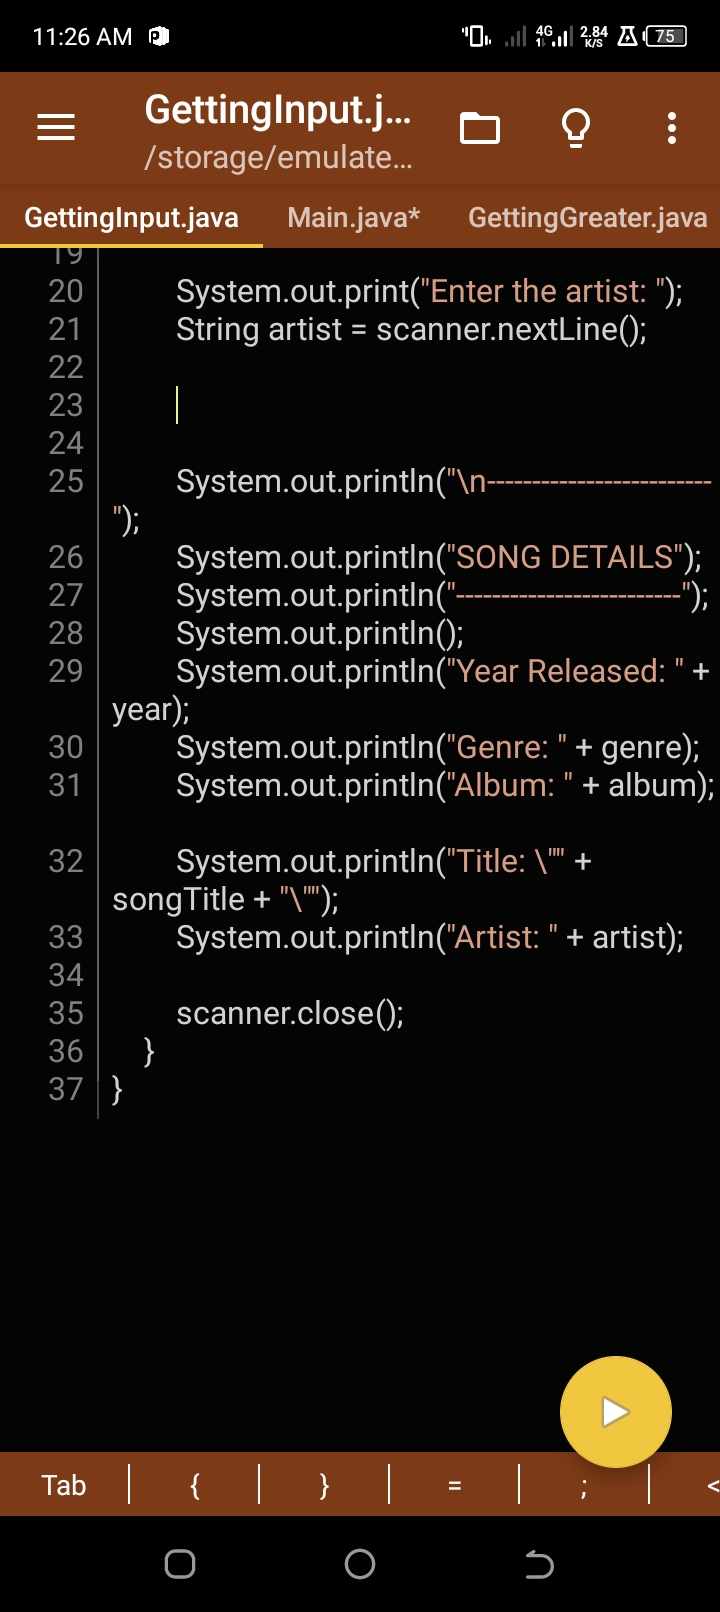 11:26 AM
4G
2.84
K/S
75
GettingInput.j...
/storage/emulate...
GettingInput.java
Main.java*
GettingGreater.java
19
20 System.out.print("Enter the artist: ");
21 String artist = scanner.nextLine();
22
23
24
25 System.out.println("\n-------------------------
");
26 System.out.println("SONG DETAILS");
27 System.out.println("-------------------------");
28 System.out.println();
29 System.out.println("Year Released: " +
year);
30 System.out.println("Genre: " + genre);
31 System.out.println("Album: " + album);
32 System.out.println("Title: \"" +
songTitle + "\"");
33 System.out.println("Artist: " + artist);
34
35 scanner.close();
36 }
37 }
Tab { } = ; <